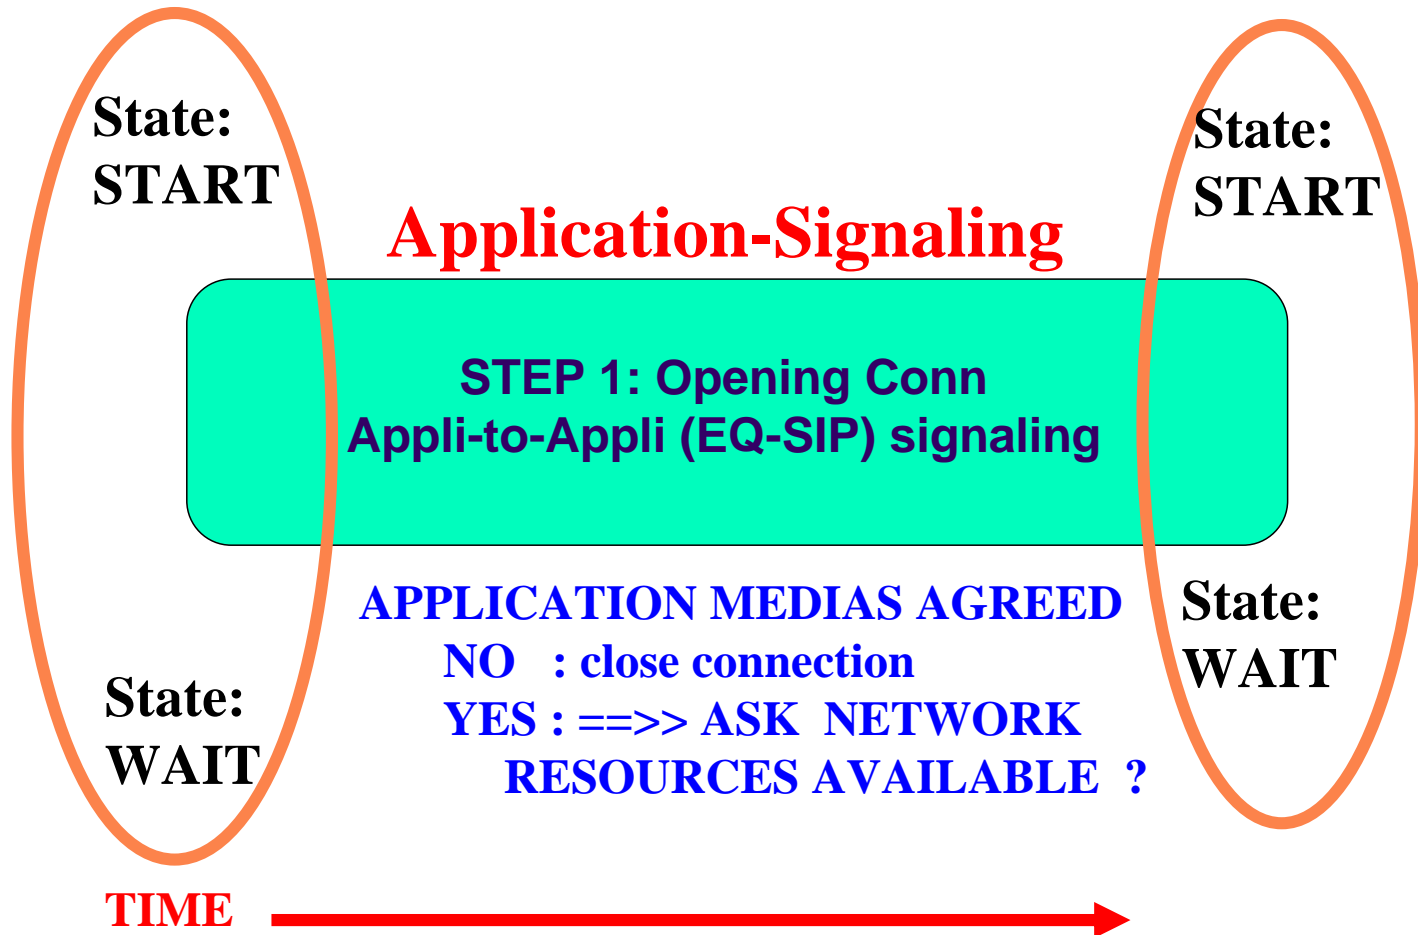 State:
START
State:
START
Application-Signaling
STEP 1: Opening Conn
Appli-to-Appli (EQ-SIP) signaling
APPLICATION MEDIAS AGREED
NO : close connection
YES : ==>> ASK NETWORK
RESOURCES AVAILABLE ?
State:
WAIT
State:
WAIT
TIME